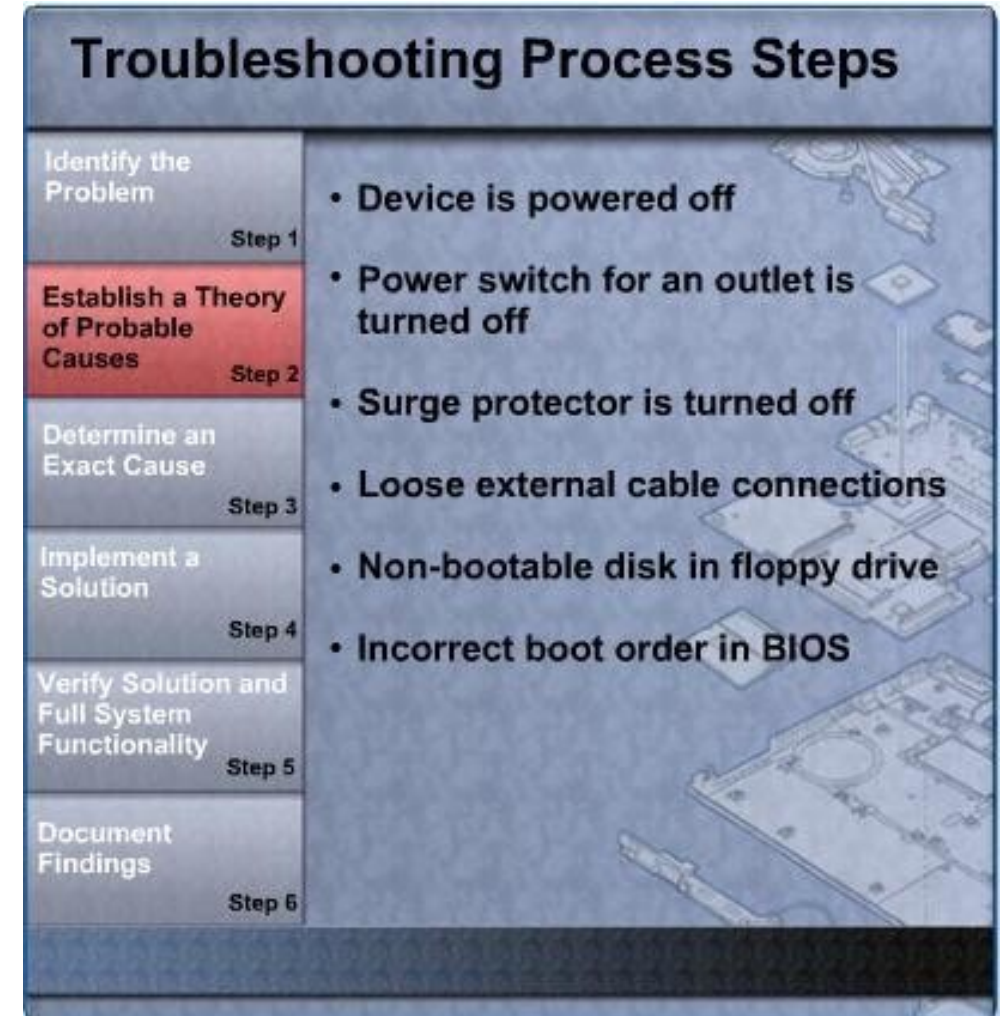 Troubleshooting Process Steps
Identify the
Problem
Step 1
Establish a Theory
of Probable
Causes
Step 2
Determine an
Exact Cause
Step 3
Implement a
Solution
Step 4
Verify Solution and
Full System
Functionality
Step 5
Document
Findings
Step 6
• Device is powered off
• Power switch for an outlet is
turned off
• Surge protector is turned off
• Loose external cable connections
• Non-bootable disk in floppy drive
• Incorrect boot order in BIOS